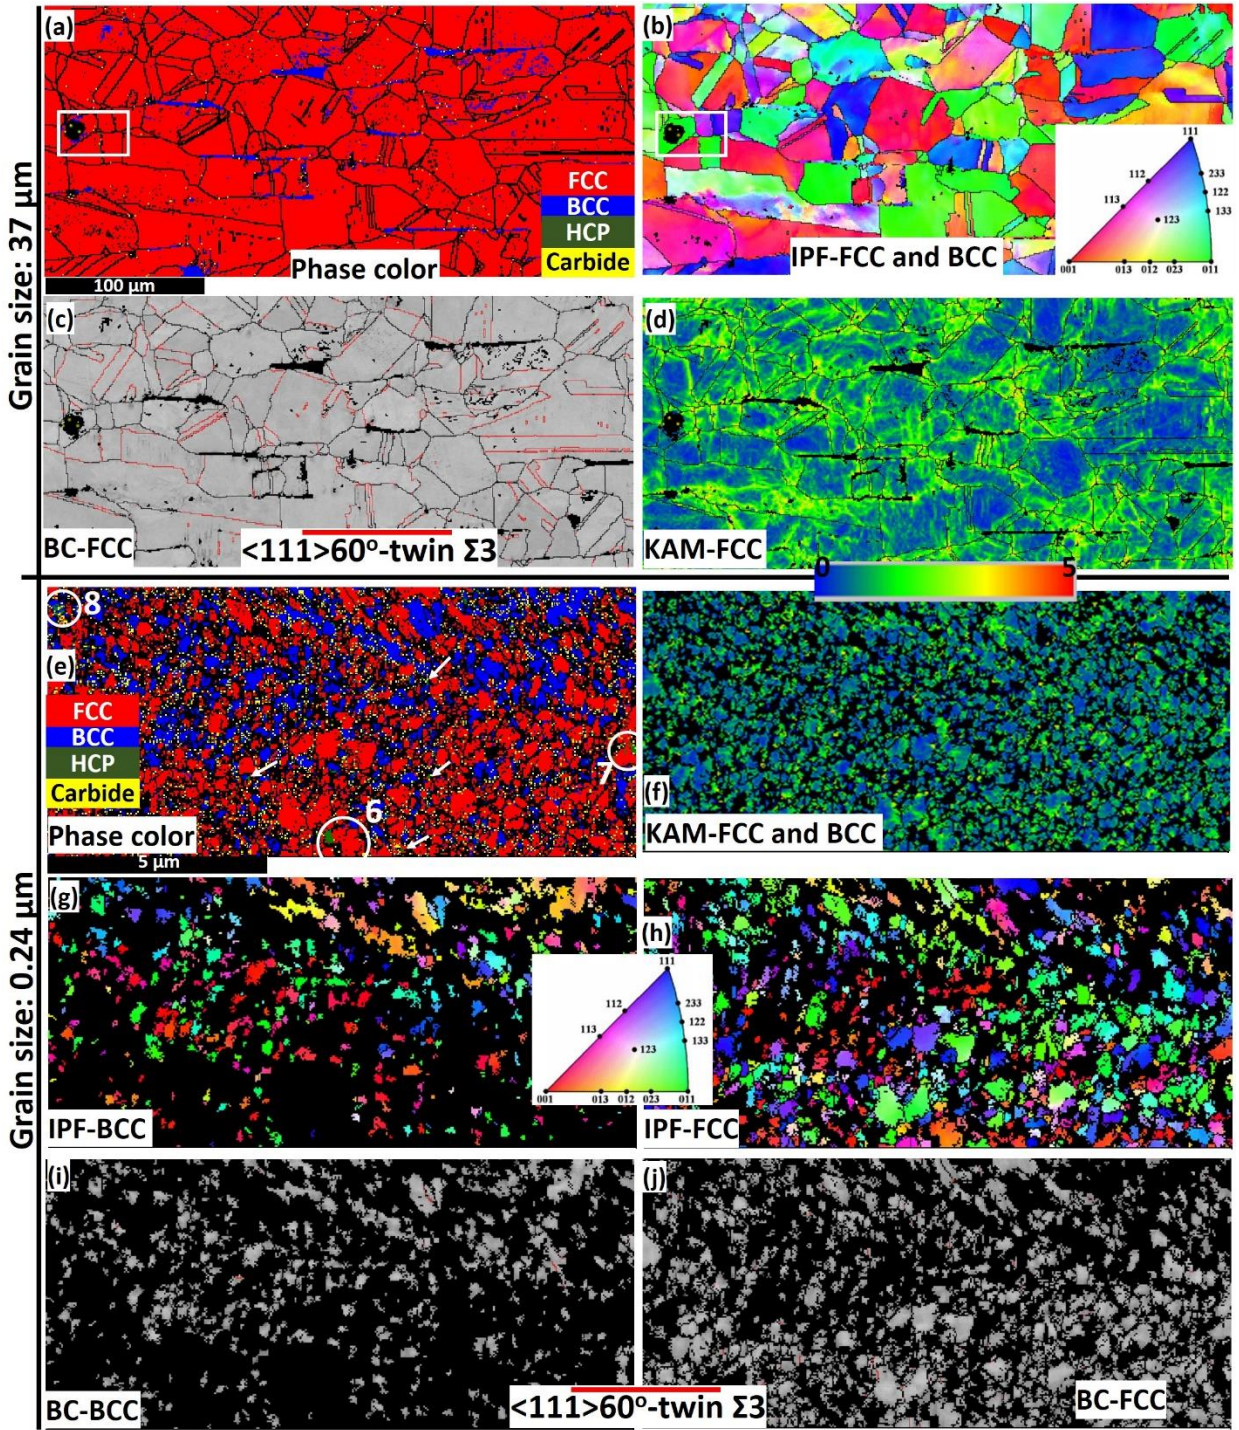 Grain size: 37 µm
(a)
FCC
BCC
HCP
Carbide
Phase color
100 µm
(b)
111
112
233
122
113
133
123
001
013
012
023
011
IPF-FCC and BCC
(c)
BC-FCC
<111>60º-twin Σ3
(d)
KAM-FCC
0
5
Grain size: 0.24 µm
8
(e)
FCC
BCC
HCP
Carbide
7
6
Phase color
5 µm
(f)
KAM-FCC and BCC
(g)
IPF-BCC
111
112
233
122
113
133
123
001
013
012
023
011
(h)
IPF-FCC
(i)
BC-BCC
<111>60º-twin Σ3
(j)
BC-FCC